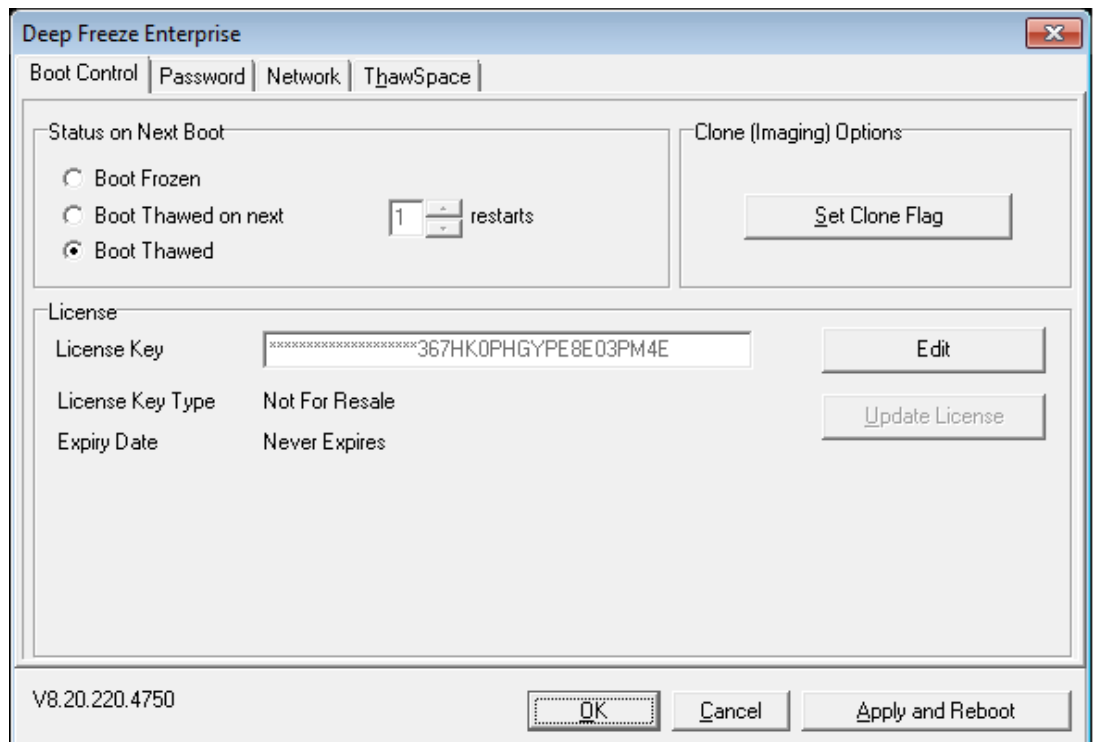 Deep Freeze Enterprise
Boot Control Password Network ThawSpace
Status on Next Boot
Clone (Imaging) Options
Boot Frozen
Boot Thawed on next 1 restarts
Set Clone Flag
Boot Thawed
License
License Key ********************367HK0PHGYPE8E03PM4E Edit
License Key Type Not For Resale Update License
Expiry Date Never Expires
V8.20.220.4750 OK Cancel Apply and Reboot